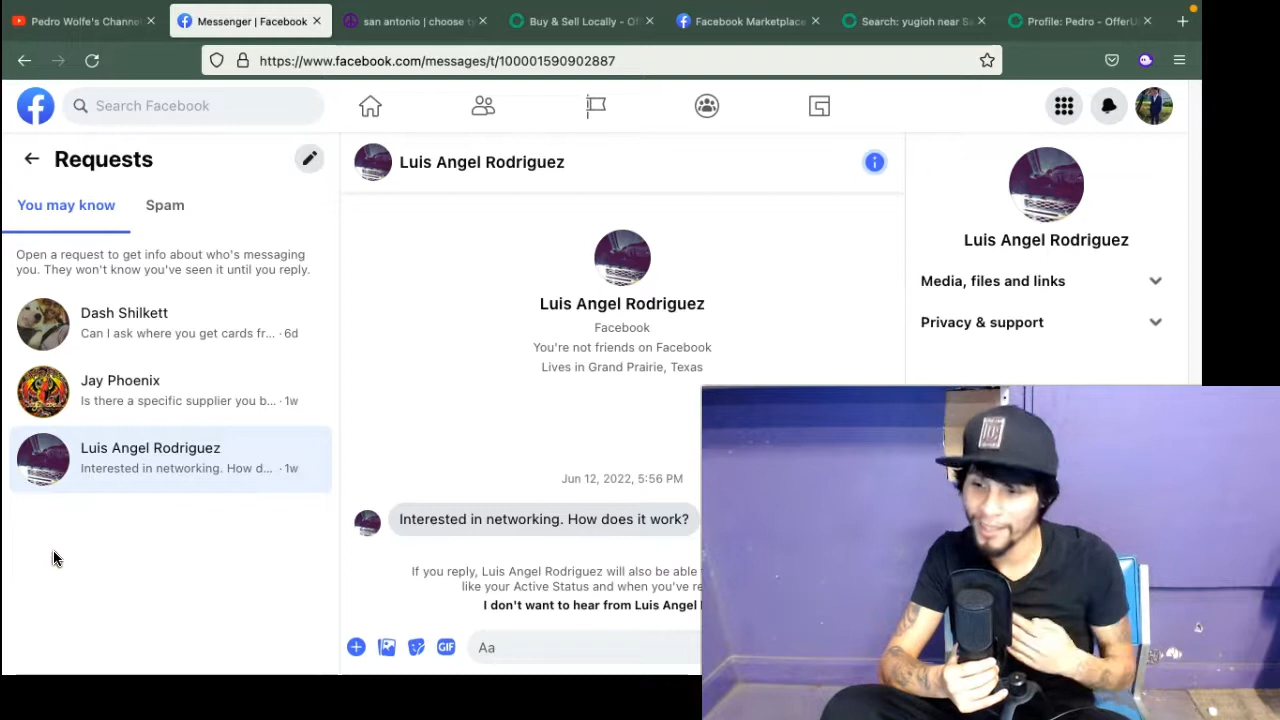 Pedro Wolfe's Channe
Messenger | Facebook
san antonio | choose t
Buy & Sell Locally - Of
Facebook Marketplace
Search: yugioh near Sa
Profile: Pedro - OfferU
https://www.facebook.com/messages/t/100001590902887
Search Facebook
Requests
You may know
Spam
Open a request to get info about who's messaging
you. They won't know you've seen it until you reply.
Dash Shilkett
Can I ask where you get cards fr... · 6d
Jay Phoenix
Is there a specific supplier you b... · 1w
Luis Angel Rodriguez
Interested in networking. How d... · 1w
Luis Angel Rodriguez
Luis Angel Rodriguez
Facebook
You're not friends on Facebook
Lives in Grand Prairie, Texas
Jun 12, 2022, 5:56 PM
Interested in networking. How does it work?
If you reply, Luis Angel Rodriguez will also be able
like your Active Status and when you've re
I don't want to hear from Luis Angel
GIF
Aa
Luis Angel Rodriguez
Media, files and links
Privacy & support